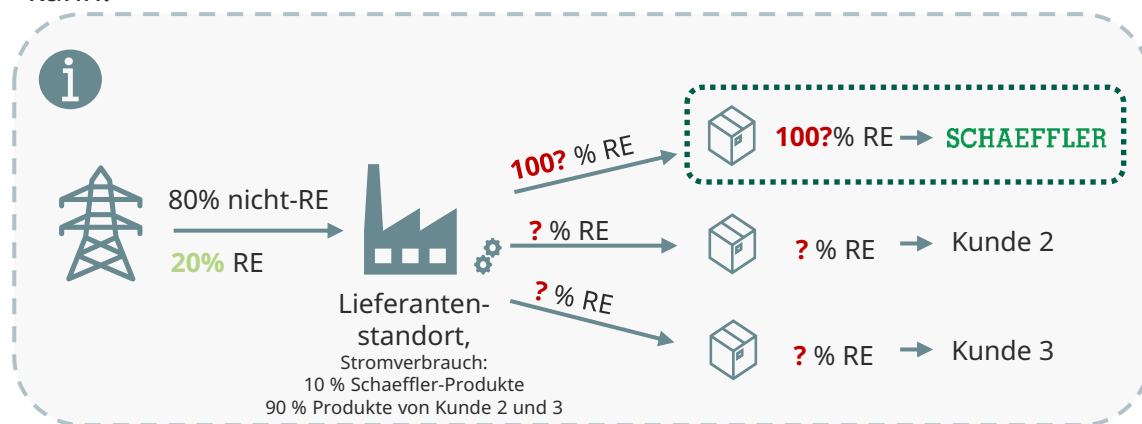 i
80% nicht-RE
20% RE
Lieferanten-
standort,
Stromverbrauch:
10 % Schaeffler-Produkte
90 % Produkte von Kunde 2 und 3
100? % RE
100?% RE
SCHAEFFLER
? % RE
? % RE
Kunde 2
? % RE
? % RE
Kunde 3